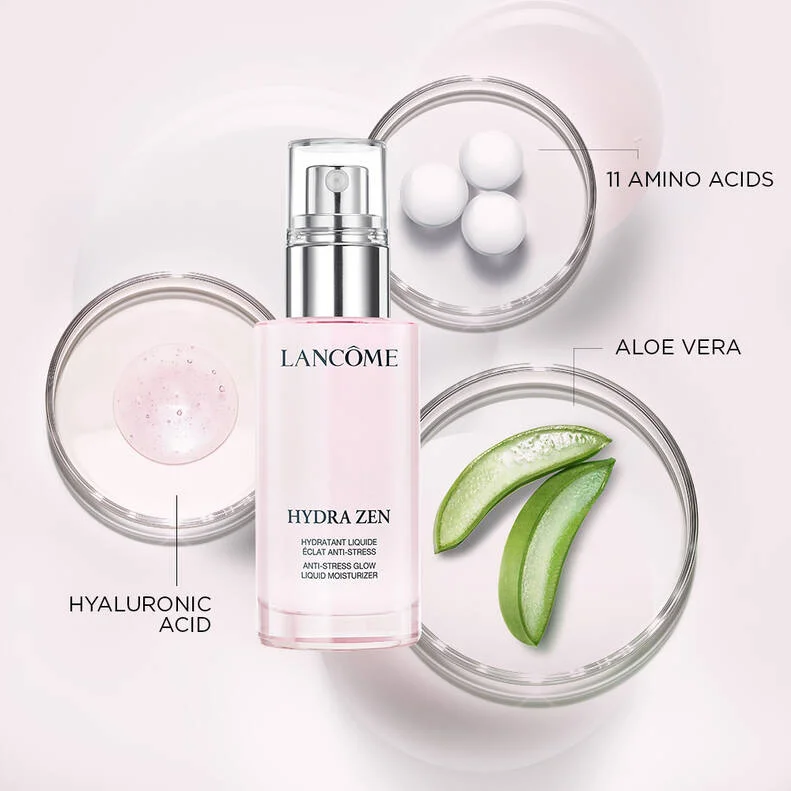 11 AMINO ACIDS
LANCÔME
ALOE VERA
HYDRA ZEN
HYDRATANT LIQUIDE
ÉCLAT ANTI-STRESS
ANTI-STRESS GLOW
LIQUID MOISTURIZER
HYALURONIC
ACID